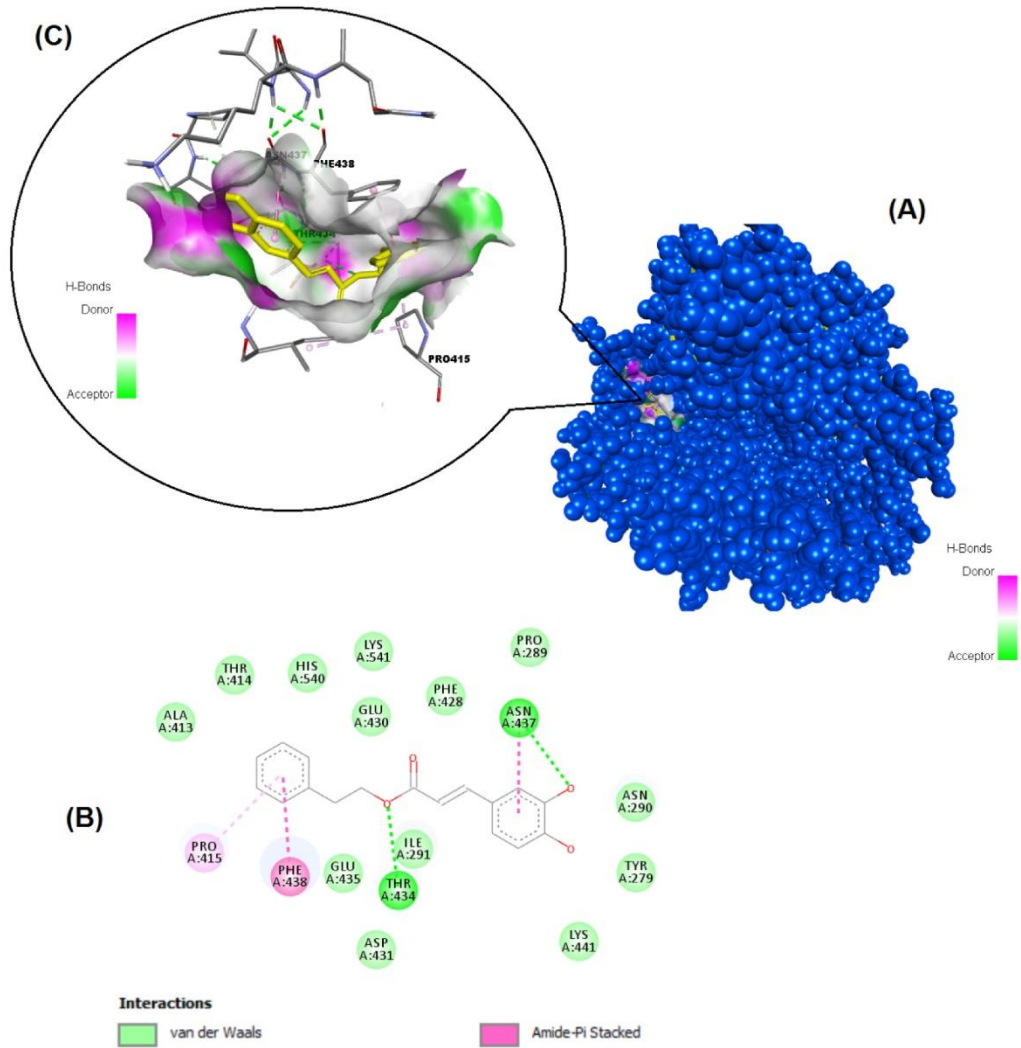 (C)
ASN437
PHE438
THR434
H-Bonds
Donor
Acceptor
PRO415
(A)
H-Bonds
Donor
Acceptor
LYS
A:541
PRO
A:289
THR
A:414
HIS
A:540
PHE
A:428
ALA
A:413
GLU
A:430
ASN
A:437
O
O
O
ASN
A:290
(B)
PRO
A:415
ILE
A:291
O
PHE
A:438
GLU
A:435
THR
A:434
TYR
A:279
ASP
A:431
LYS
A:441
Interactions
van der Waals
Amide-Pi Stacked